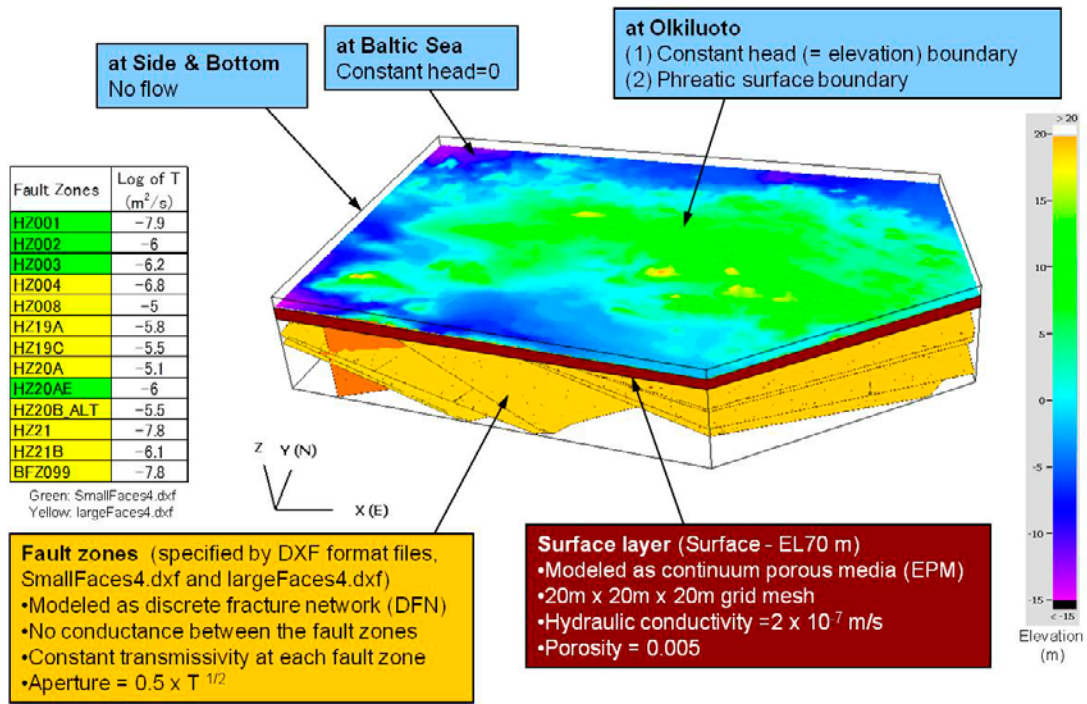 at Side & Bottom
No flow
at Baltic Sea
Constant head=0
at Olkiluoto
(1) Constant head (= elevation) boundary
(2) Phreatic surface boundary
Fault Zones Log of T (m²/s)
HZ001 -7.9
HZ002 -6
HZ003 -6.2
HZ004 -6.8
HZ008 -5
HZ19A -5.8
HZ19C -5.5
HZ20A -5.1
HZ20AE -6
HZ20B_ALT -5.5
HZ21 -7.8
HZ21B -6.1
BFZ099 -7.8
Green: SmallFaces4.dxf
Yellow: largeFaces4.dxf
Z
Y (N)
X (E)
> 20
20
15
10
5
0
-5
-10
-15
< -15
Elevation
(m)
Fault zones (specified by DXF format files,
SmallFaces4.dxf and largeFaces4.dxf)
•Modeled as discrete fracture network (DFN)
•No conductance between the fault zones
•Constant transmissivity at each fault zone
•Aperture = 0.5 x T ^1/2
Surface layer (Surface - EL70 m)
•Modeled as continuum porous media (EPM)
•20m x 20m x 20m grid mesh
•Hydraulic conductivity =2 x 10⁻⁷ m/s
•Porosity = 0.005